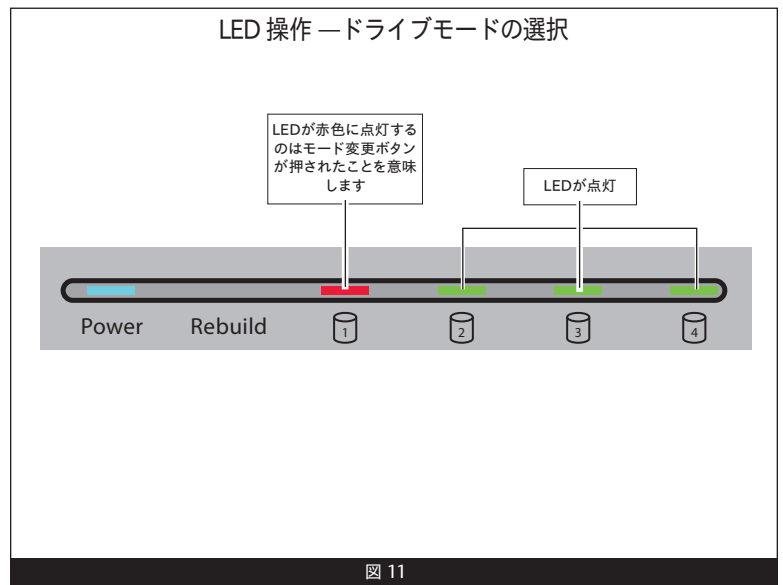 LED 操作 —ドライブモードの選択
LEDが赤色に点灯する
のはモード変更ボタン
が押されたことを意味
します
LEDが点灯
Power Rebuild 1 2 3 4
図 11